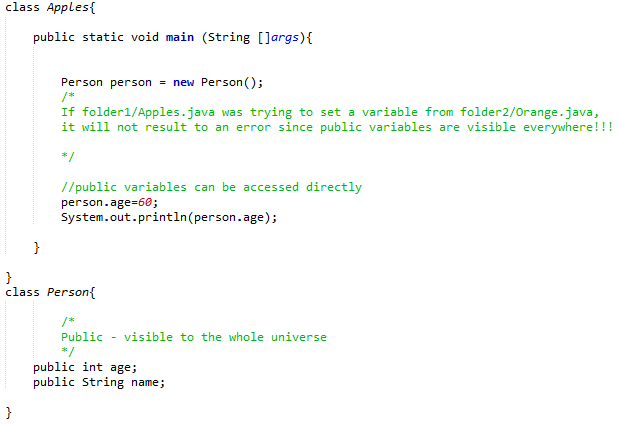 class Apples{
public static void main (String []args){
Person person = new Person();
/*
If folder1/Apples.java was trying to set a variable from folder2/Orange.java,
it will not result to an error since public variables are visible everywhere!!!
*/
//public variables can be accessed directly
person.age=60;
System.out.println(person.age);
}
}
class Person{
/*
Public - visible to the whole universe
*/
public int age;
public String name;
}